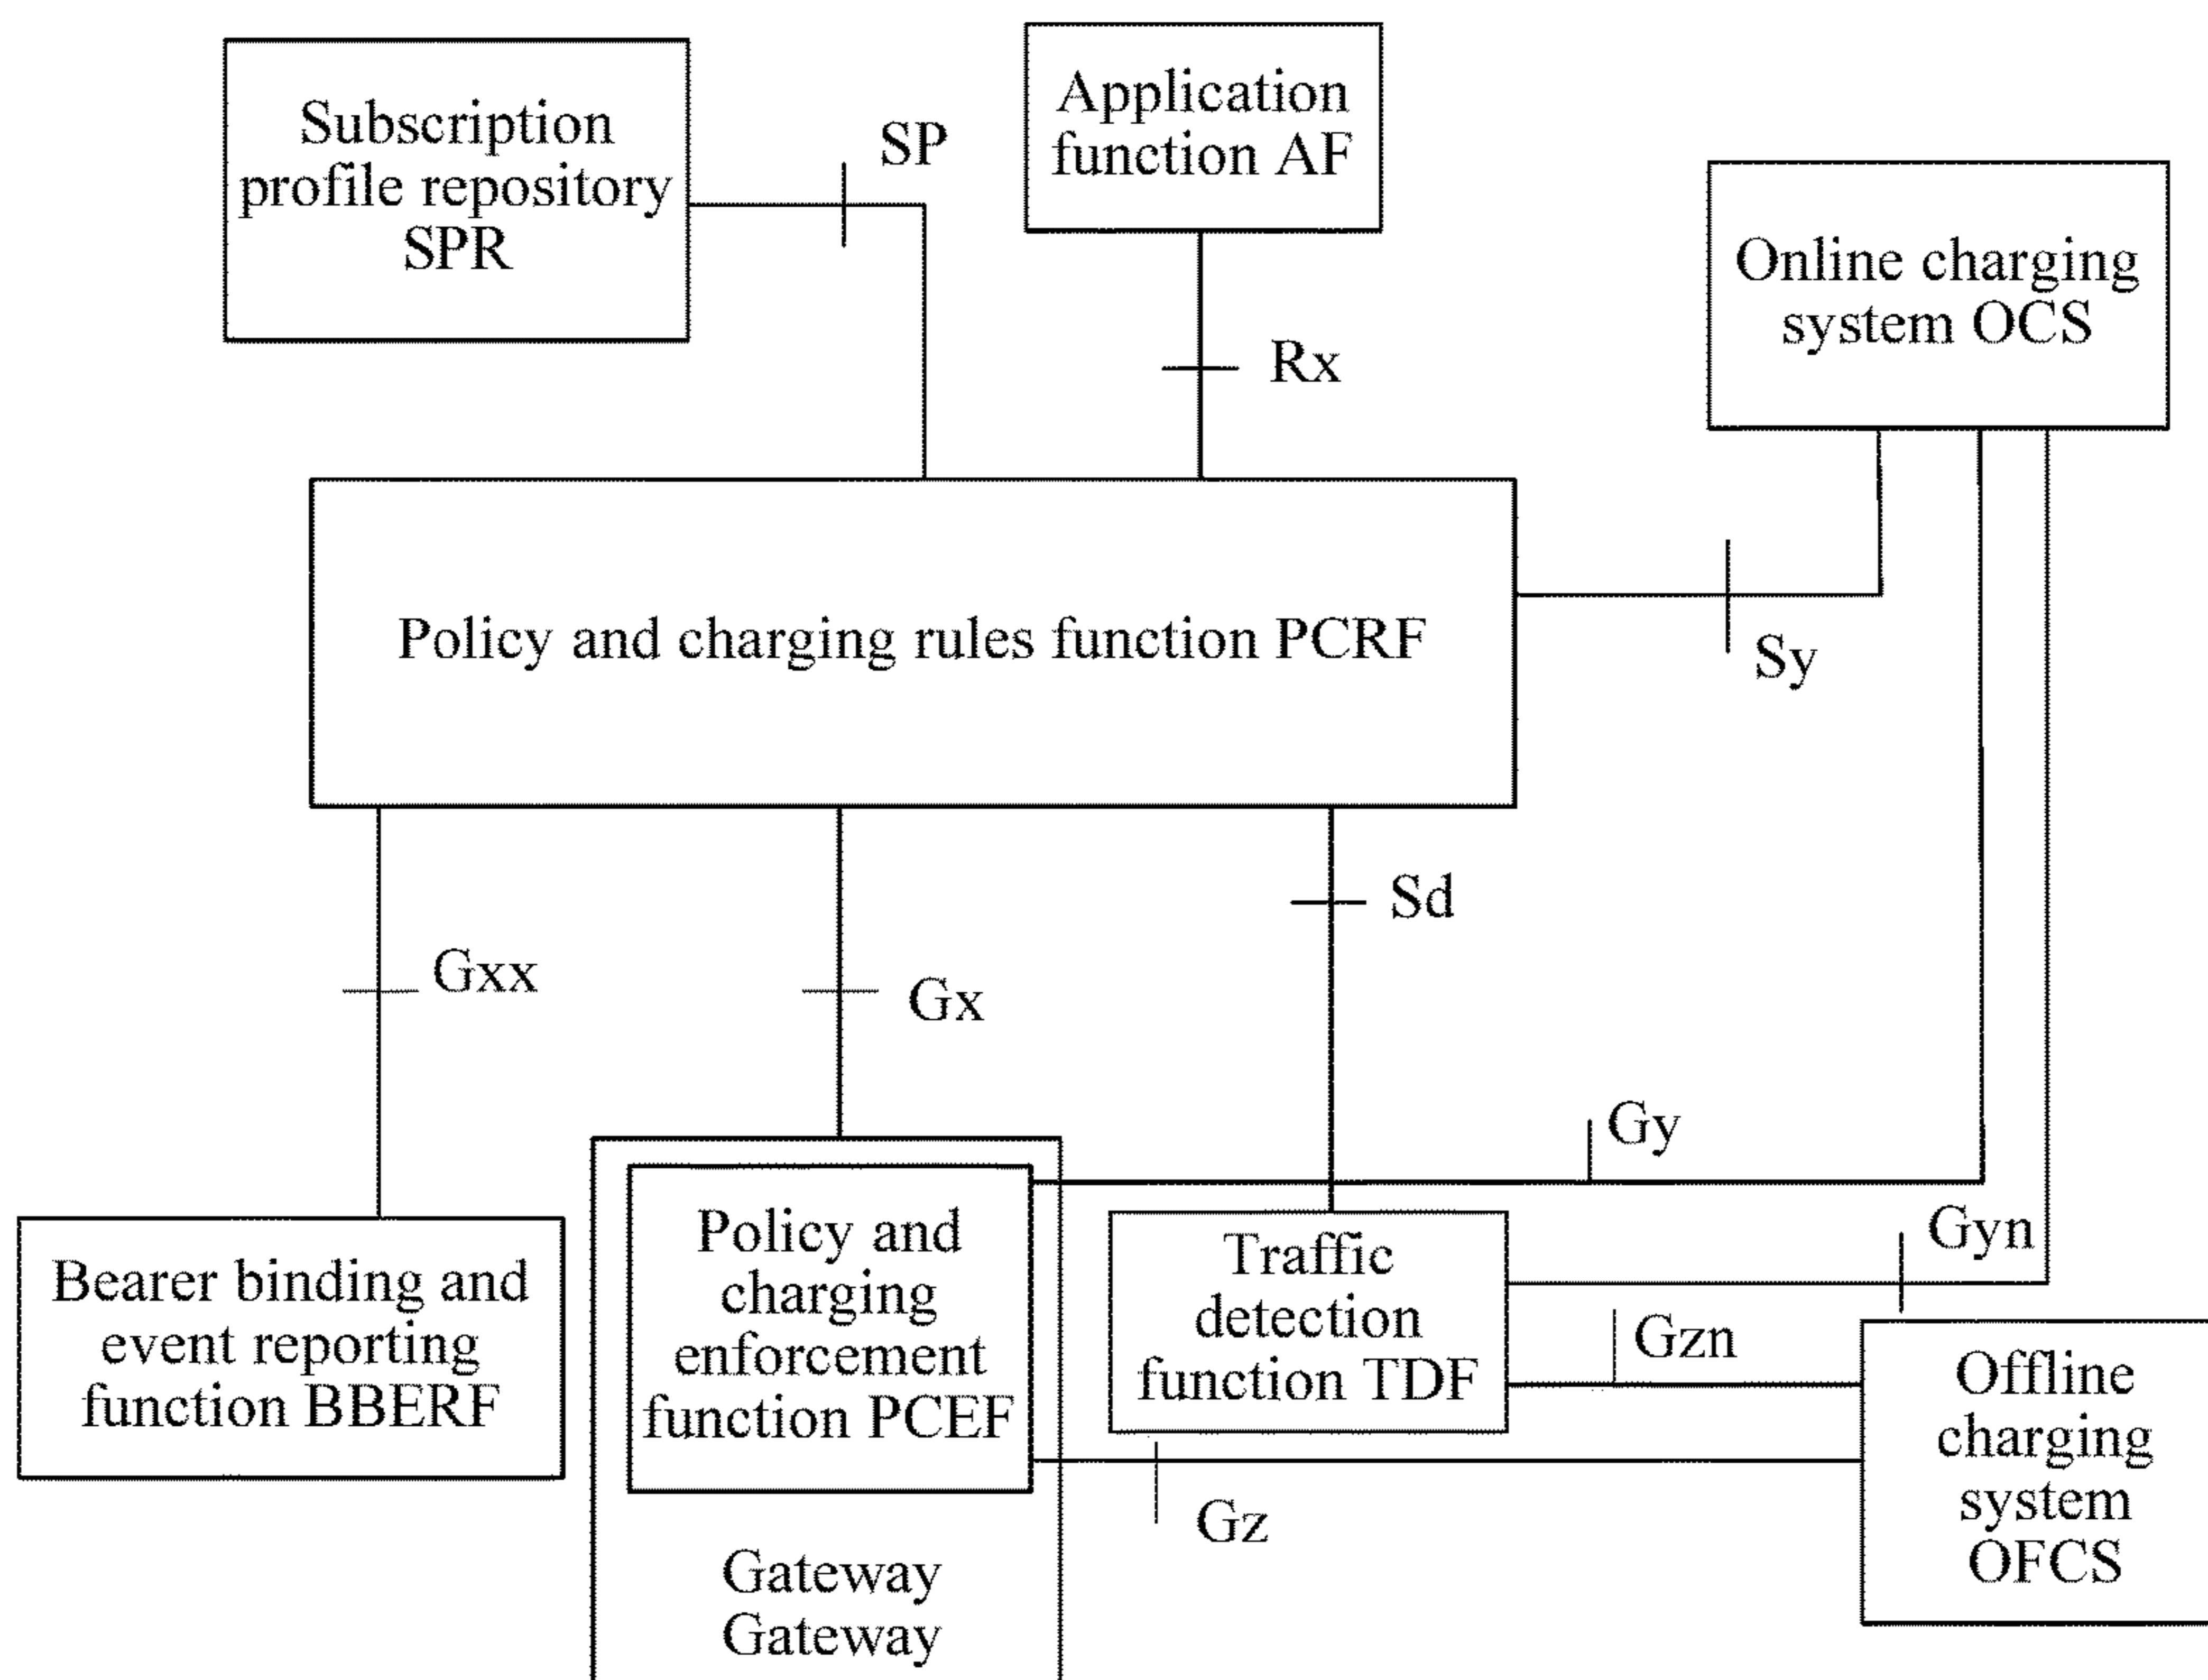 Subscription
profile repository
SPR
SP
Application
function AF
Rx
Online charging
system OCS
Policy and charging rules function PCRF
Sy
Sd
Gxx
Gx
Gy
Gyn
Bearer binding and
event reporting
function BBERF
Policy and
charging
enforcement
function PCEF
Traffic
detection
function TDF
Gzn
Gz
Offline
charging
system
OFCS
Gateway
Gateway